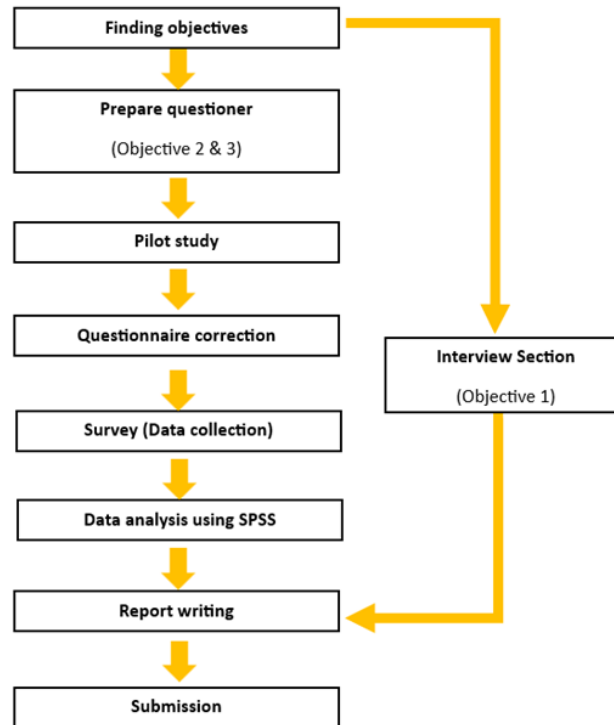 Finding objectives
Prepare questioner
(Objective 2 & 3)
Pilot study
Questionnaire correction
Interview Section
(Objective 1)
Survey (Data collection)
Data analysis using SPSS
Report writing
Submission